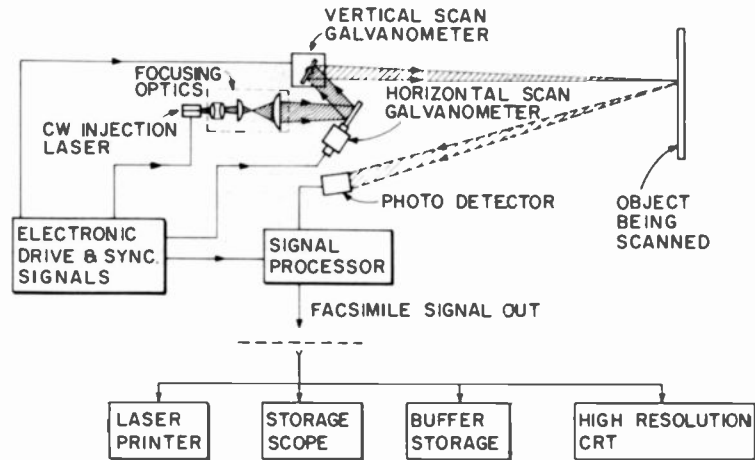 VERTICAL SCAN
GALVANOMETER
FOCUSING
OPTICS
HORIZONTAL SCAN
GALVANOMETER
CW INJECTION
LASER
PHOTO DETECTOR
OBJECT
BEING
SCANNED
ELECTRONIC
DRIVE & SYNC.
SIGNALS
SIGNAL
PROCESSOR
FACSIMILE SIGNAL OUT
LASER
PRINTER
STORAGE
SCOPE
BUFFER
STORAGE
HIGH RESOLUTION
CRT